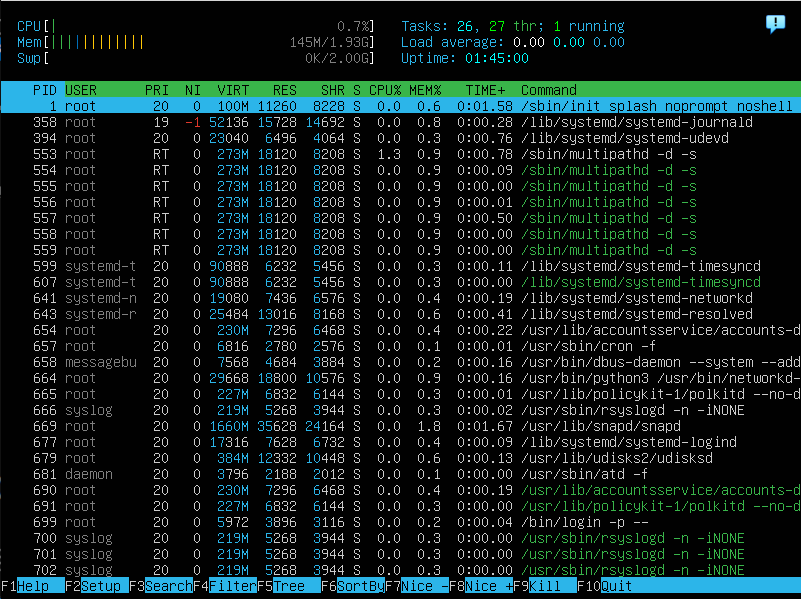 CPU[| 0.7%] Tasks: 26, 27 thr; 1 running
Mem[|||||||||||| 145M/1.93G] Load average: 0.00 0.00 0.00
Swp[ 0K/2.00G] Uptime: 01:45:00
PID USER PRI NI VIRT RES SHR S CPU% MEM% TIME+ Command
1 root 20 0 100M 11260 8228 S 0.0 0.6 0:01.58 /sbin/init splash noprompt noshell
358 root 19 -1 52136 15728 14692 S 0.0 0.8 0:00.28 /lib/systemd/systemd-journald
394 root 20 0 23040 6496 4064 S 0.0 0.3 0:00.76 /lib/systemd/systemd-udevd
553 root RT 0 273M 18120 8208 S 1.3 0.9 0:00.78 /sbin/multipathd -d -s
554 root RT 0 273M 18120 8208 S 0.0 0.9 0:00.09 /sbin/multipathd -d -s
555 root RT 0 273M 18120 8208 S 0.0 0.9 0:00.00 /sbin/multipathd -d -s
556 root RT 0 273M 18120 8208 S 0.0 0.9 0:00.01 /sbin/multipathd -d -s
557 root RT 0 273M 18120 8208 S 0.0 0.9 0:00.50 /sbin/multipathd -d -s
558 root RT 0 273M 18120 8208 S 0.0 0.9 0:00.00 /sbin/multipathd -d -s
559 root RT 0 273M 18120 8208 S 0.0 0.9 0:00.00 /sbin/multipathd -d -s
599 systemd-t 20 0 90888 6232 5456 S 0.0 0.3 0:00.11 /lib/systemd/systemd-timesyncd
607 systemd-t 20 0 90888 6232 5456 S 0.0 0.3 0:00.00 /lib/systemd/systemd-timesyncd
641 systemd-n 20 0 19080 7436 6576 S 0.0 0.4 0:00.19 /lib/systemd/systemd-networkd
643 systemd-r 20 0 25484 13016 8168 S 0.0 0.6 0:00.41 /lib/systemd/systemd-resolved
654 root 20 0 230M 7296 6468 S 0.0 0.4 0:00.22 /usr/lib/accountsservice/accounts-d
657 root 20 0 6816 2780 2576 S 0.0 0.1 0:00.01 /usr/sbin/cron -f
658 messagebu 20 0 7568 4684 3884 S 0.0 0.2 0:00.16 /usr/bin/dbus-daemon --system --add
664 root 20 0 29668 18800 10576 S 0.0 0.9 0:00.16 /usr/bin/python3 /usr/bin/networkd-
665 root 20 0 227M 6832 6144 S 0.0 0.3 0:00.01 /usr/lib/policykit-1/polkitd --no-d
666 syslog 20 0 219M 5268 3944 S 0.0 0.3 0:00.02 /usr/sbin/rsyslogd -n -iNONE
669 root 20 0 1660M 35628 24164 S 0.0 1.8 0:01.67 /usr/lib/snapd/snapd
677 root 20 0 17316 7628 6732 S 0.0 0.4 0:00.09 /lib/systemd/systemd-logind
679 root 20 0 384M 12332 10448 S 0.0 0.6 0:00.13 /usr/lib/udisks2/udisksd
681 daemon 20 0 3796 2188 2012 S 0.0 0.1 0:00.00 /usr/sbin/atd -f
690 root 20 0 230M 7296 6468 S 0.0 0.4 0:00.19 /usr/lib/accountsservice/accounts-d
691 root 20 0 227M 6832 6144 S 0.0 0.3 0:00.00 /usr/lib/policykit-1/polkitd --no-d
699 root 20 0 5972 3896 3116 S 0.0 0.2 0:00.04 /bin/login -p --
700 syslog 20 0 219M 5268 3944 S 0.0 0.3 0:00.00 /usr/sbin/rsyslogd -n -iNONE
701 syslog 20 0 219M 5268 3944 S 0.0 0.3 0:00.00 /usr/sbin/rsyslogd -n -iNONE
702 syslog 20 0 219M 5268 3944 S 0.0 0.3 0:00.00 /usr/sbin/rsyslogd -n -iNONE
F1Help F2Setup F3SearchF4FilterF5Tree F6SortByF7Nice -F8Nice +F9Kill F10Quit